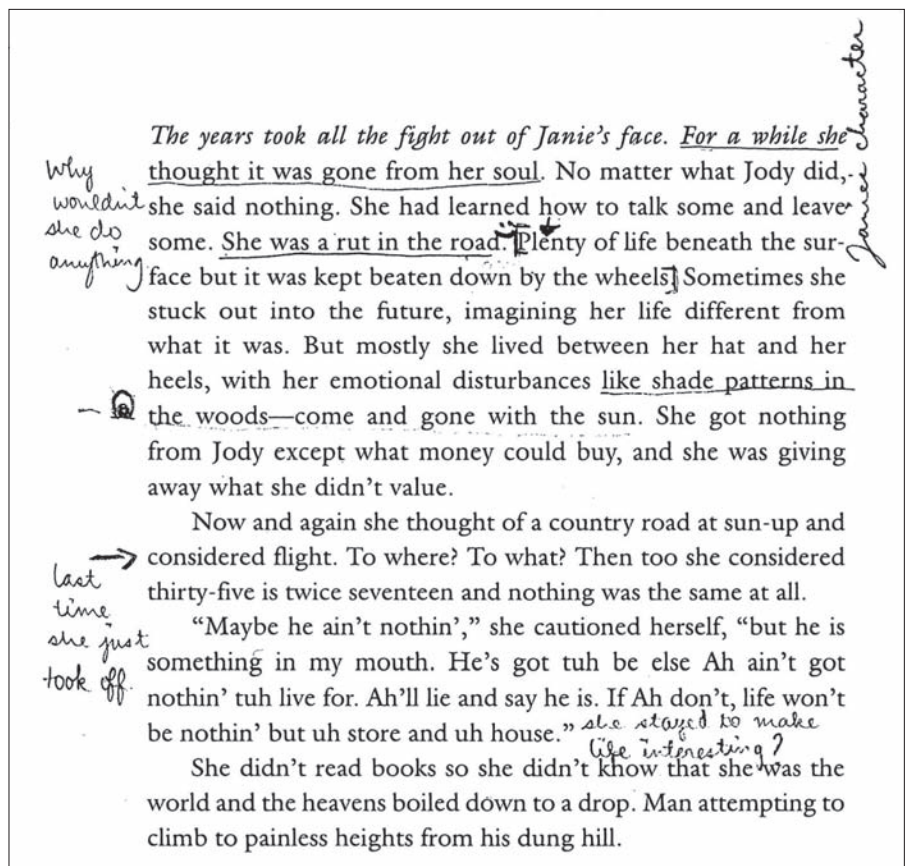 Janie's character
The years took all the fight out of Janie's face. For a while she
thought it was gone from her soul. No matter what Jody did,
she said nothing. She had learned how to talk some and leave
some. She was a rut in the road. Plenty of life beneath the sur-
face but it was kept beaten down by the wheels. Sometimes she
stuck out into the future, imagining her life different from
what it was. But mostly she lived between her hat and her
heels, with her emotional disturbances like shade patterns in
the woods—come and gone with the sun. She got nothing
from Jody except what money could buy, and she was giving
away what she didn't value.
Why
wouldn't
she do
anything
Now and again she thought of a country road at sun-up and
considered flight. To where? To what? Then too she considered
thirty-five is twice seventeen and nothing was the same at all.
last
time
she just
took off.
"Maybe he ain't nothin'," she cautioned herself, "but he is
something in my mouth. He's got tuh be else Ah ain't got
nothin' tuh live for. Ah'll lie and say he is. If Ah don't, life won't
be nothin' but uh store and uh house."
she stayed to make
life interesting?
She didn't read books so she didn't know that she was the
world and the heavens boiled down to a drop. Man attempting to
climb to painless heights from his dung hill.